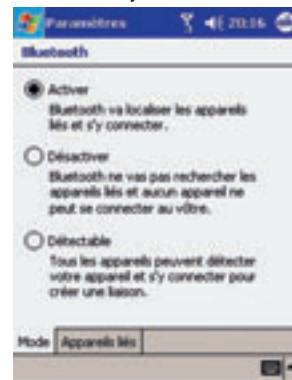 Paramètres 20:16
Bluetooth
Activer
Bluetooth va localiser les appareils
liés et s'y connecter.
Désactiver
Bluetooth ne vas pas rechercher les
appareils liés et aucun appareil ne
peut se connecter au vôtre.
Détectable
Tous les appareils peuvent détecter
votre appareil et s'y connecter pour
créer une liaison.
Mode Appareils liés